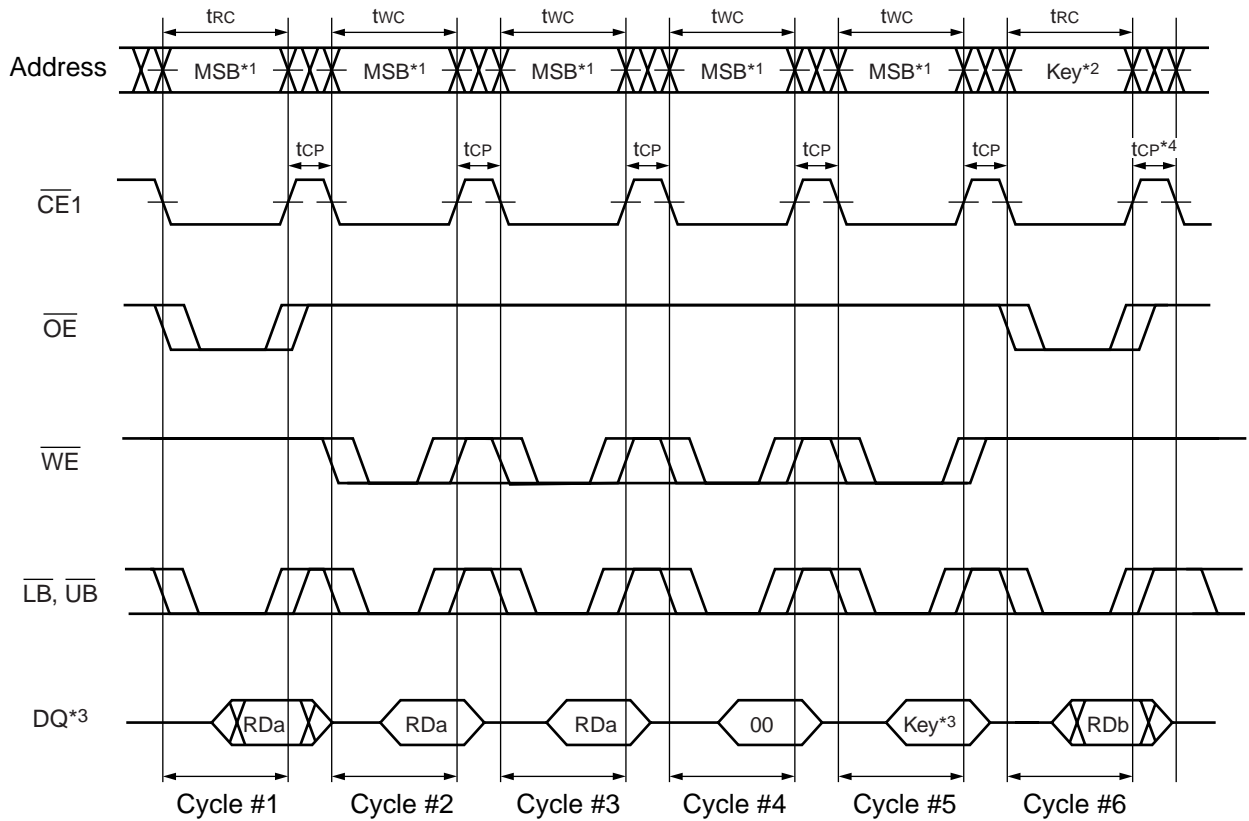 tRC tWC tWC tWC tWC tRC
Address MSB*1 MSB*1 MSB*1 MSB*1 MSB*1 Key*2
tCP tCP tCP tCP tCP tCP*4
CE1
OE
WE
LB, UB
DQ*3 RDa RDa RDa 00 Key*3 RDb
Cycle #1 Cycle #2 Cycle #3 Cycle #4 Cycle #5 Cycle #6